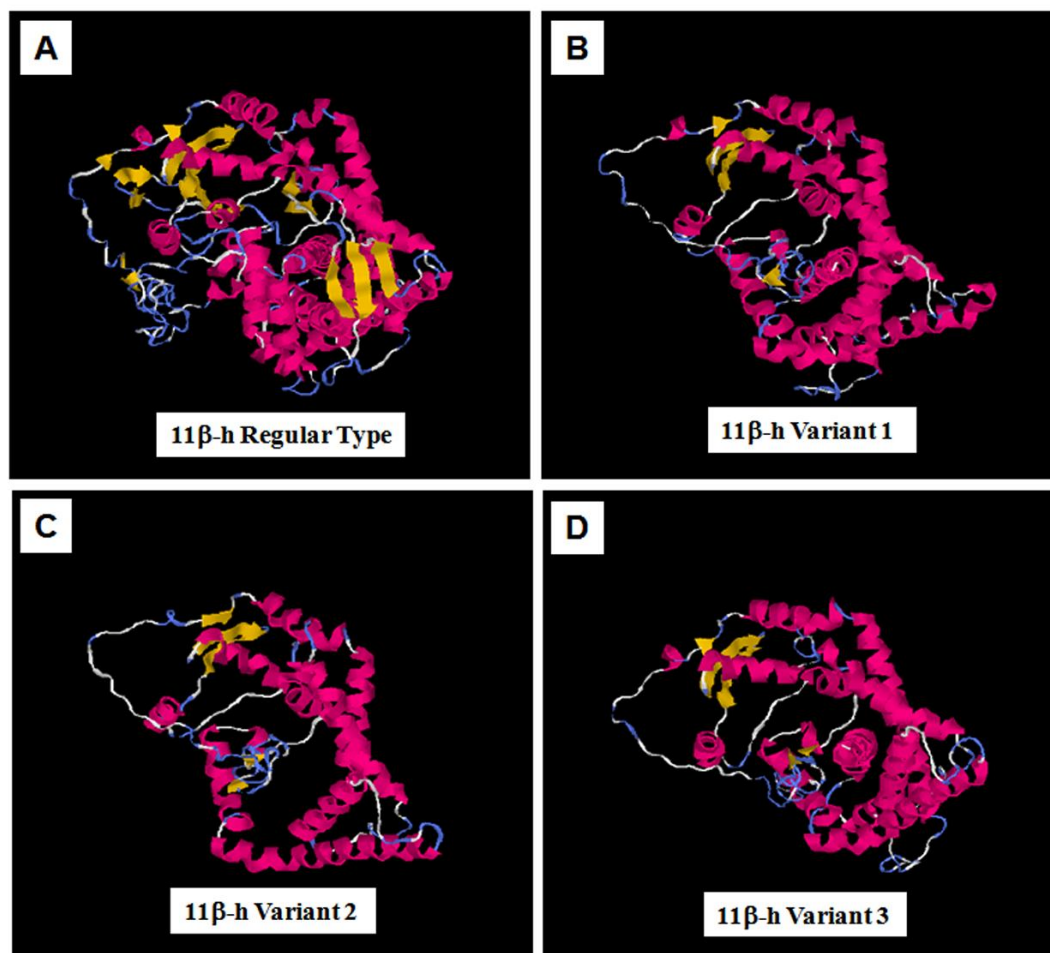 A
B
11β-h Regular Type
11β-h Variant 1
C
D
11β-h Variant 2
11β-h Variant 3